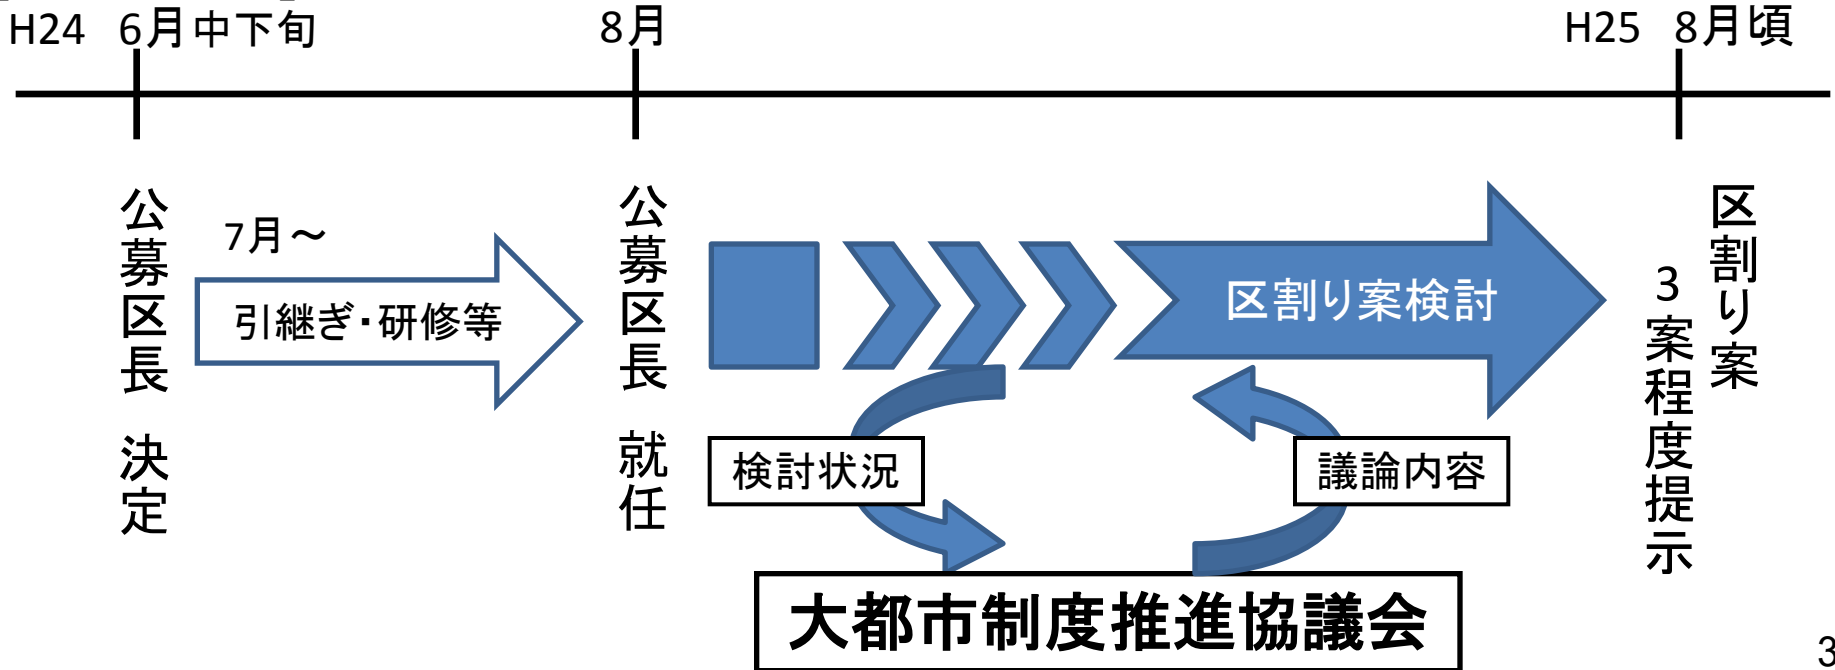 H24 6月中下旬
8月
H25 8月頃
公募区長 決定
7月～
引継ぎ・研修等
公募区長 就任
区割り案検討
区割り案
3案程度提示
検討状況
議論内容
大都市制度推進協議会
3